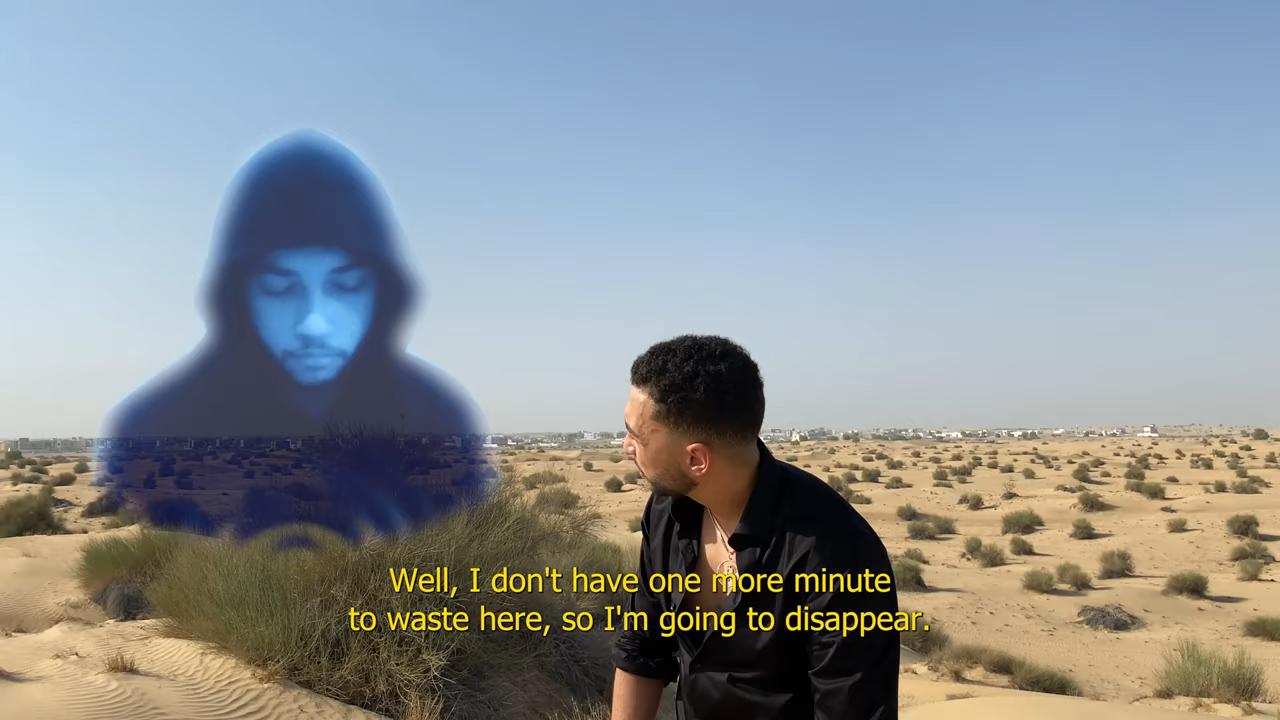 Well, I don't have one more minute
to waste here, so I'm going to disappear.